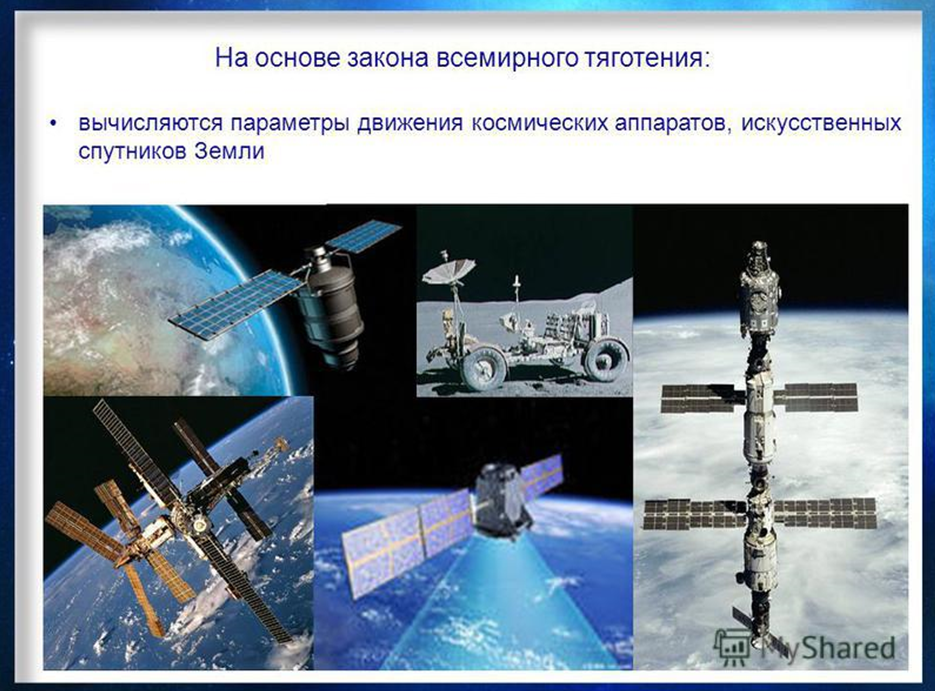 На основе закона всемирного тяготения:
• вычисляются параметры движения космических аппаратов, искусственных
спутников Земли
MyShared